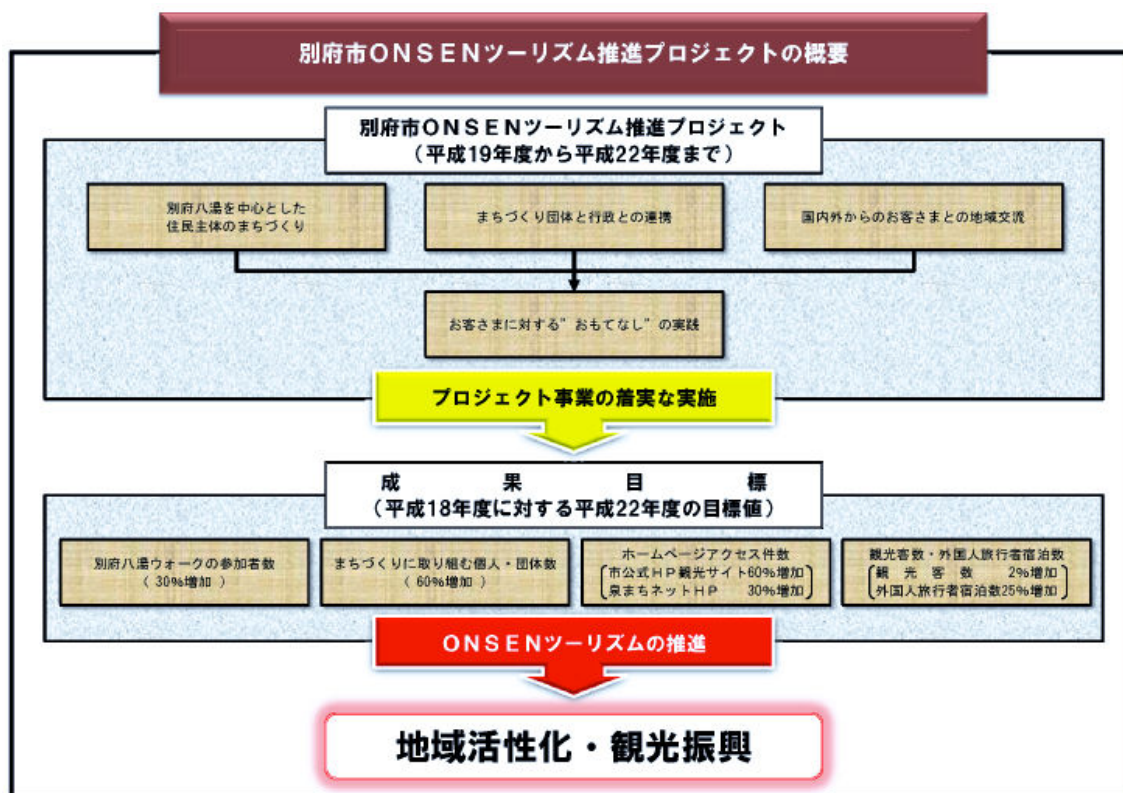 別府市ONSENツーリズム推進プロジェクトの概要
別府市ONSENツーリズム推進プロジェクト
(平成19年度から平成22年度まで)
別府八湯を中心とした
住民主体のまちづくり
まちづくり団体と行政との連携
国内外からのお客さまとの地域交流
お客さまに対する”おもてなし”の実践
プロジェクト事業の着実な実施
成果目標
(平成18年度に対する平成22年度の目標値)
別府八湯ウォークの参加者数
(30%増加)
まちづくりに取り組む個人・団体数
(60%増加)
ホームページアクセス件数
市公式HP観光サイト60%増加
泉まちネットHP 30%増加
観光客数・外国人旅行者宿泊数
観光客数 2%増加
外国人旅行者宿泊数25%増加
ONSENツーリズムの推進
地域活性化・観光振興